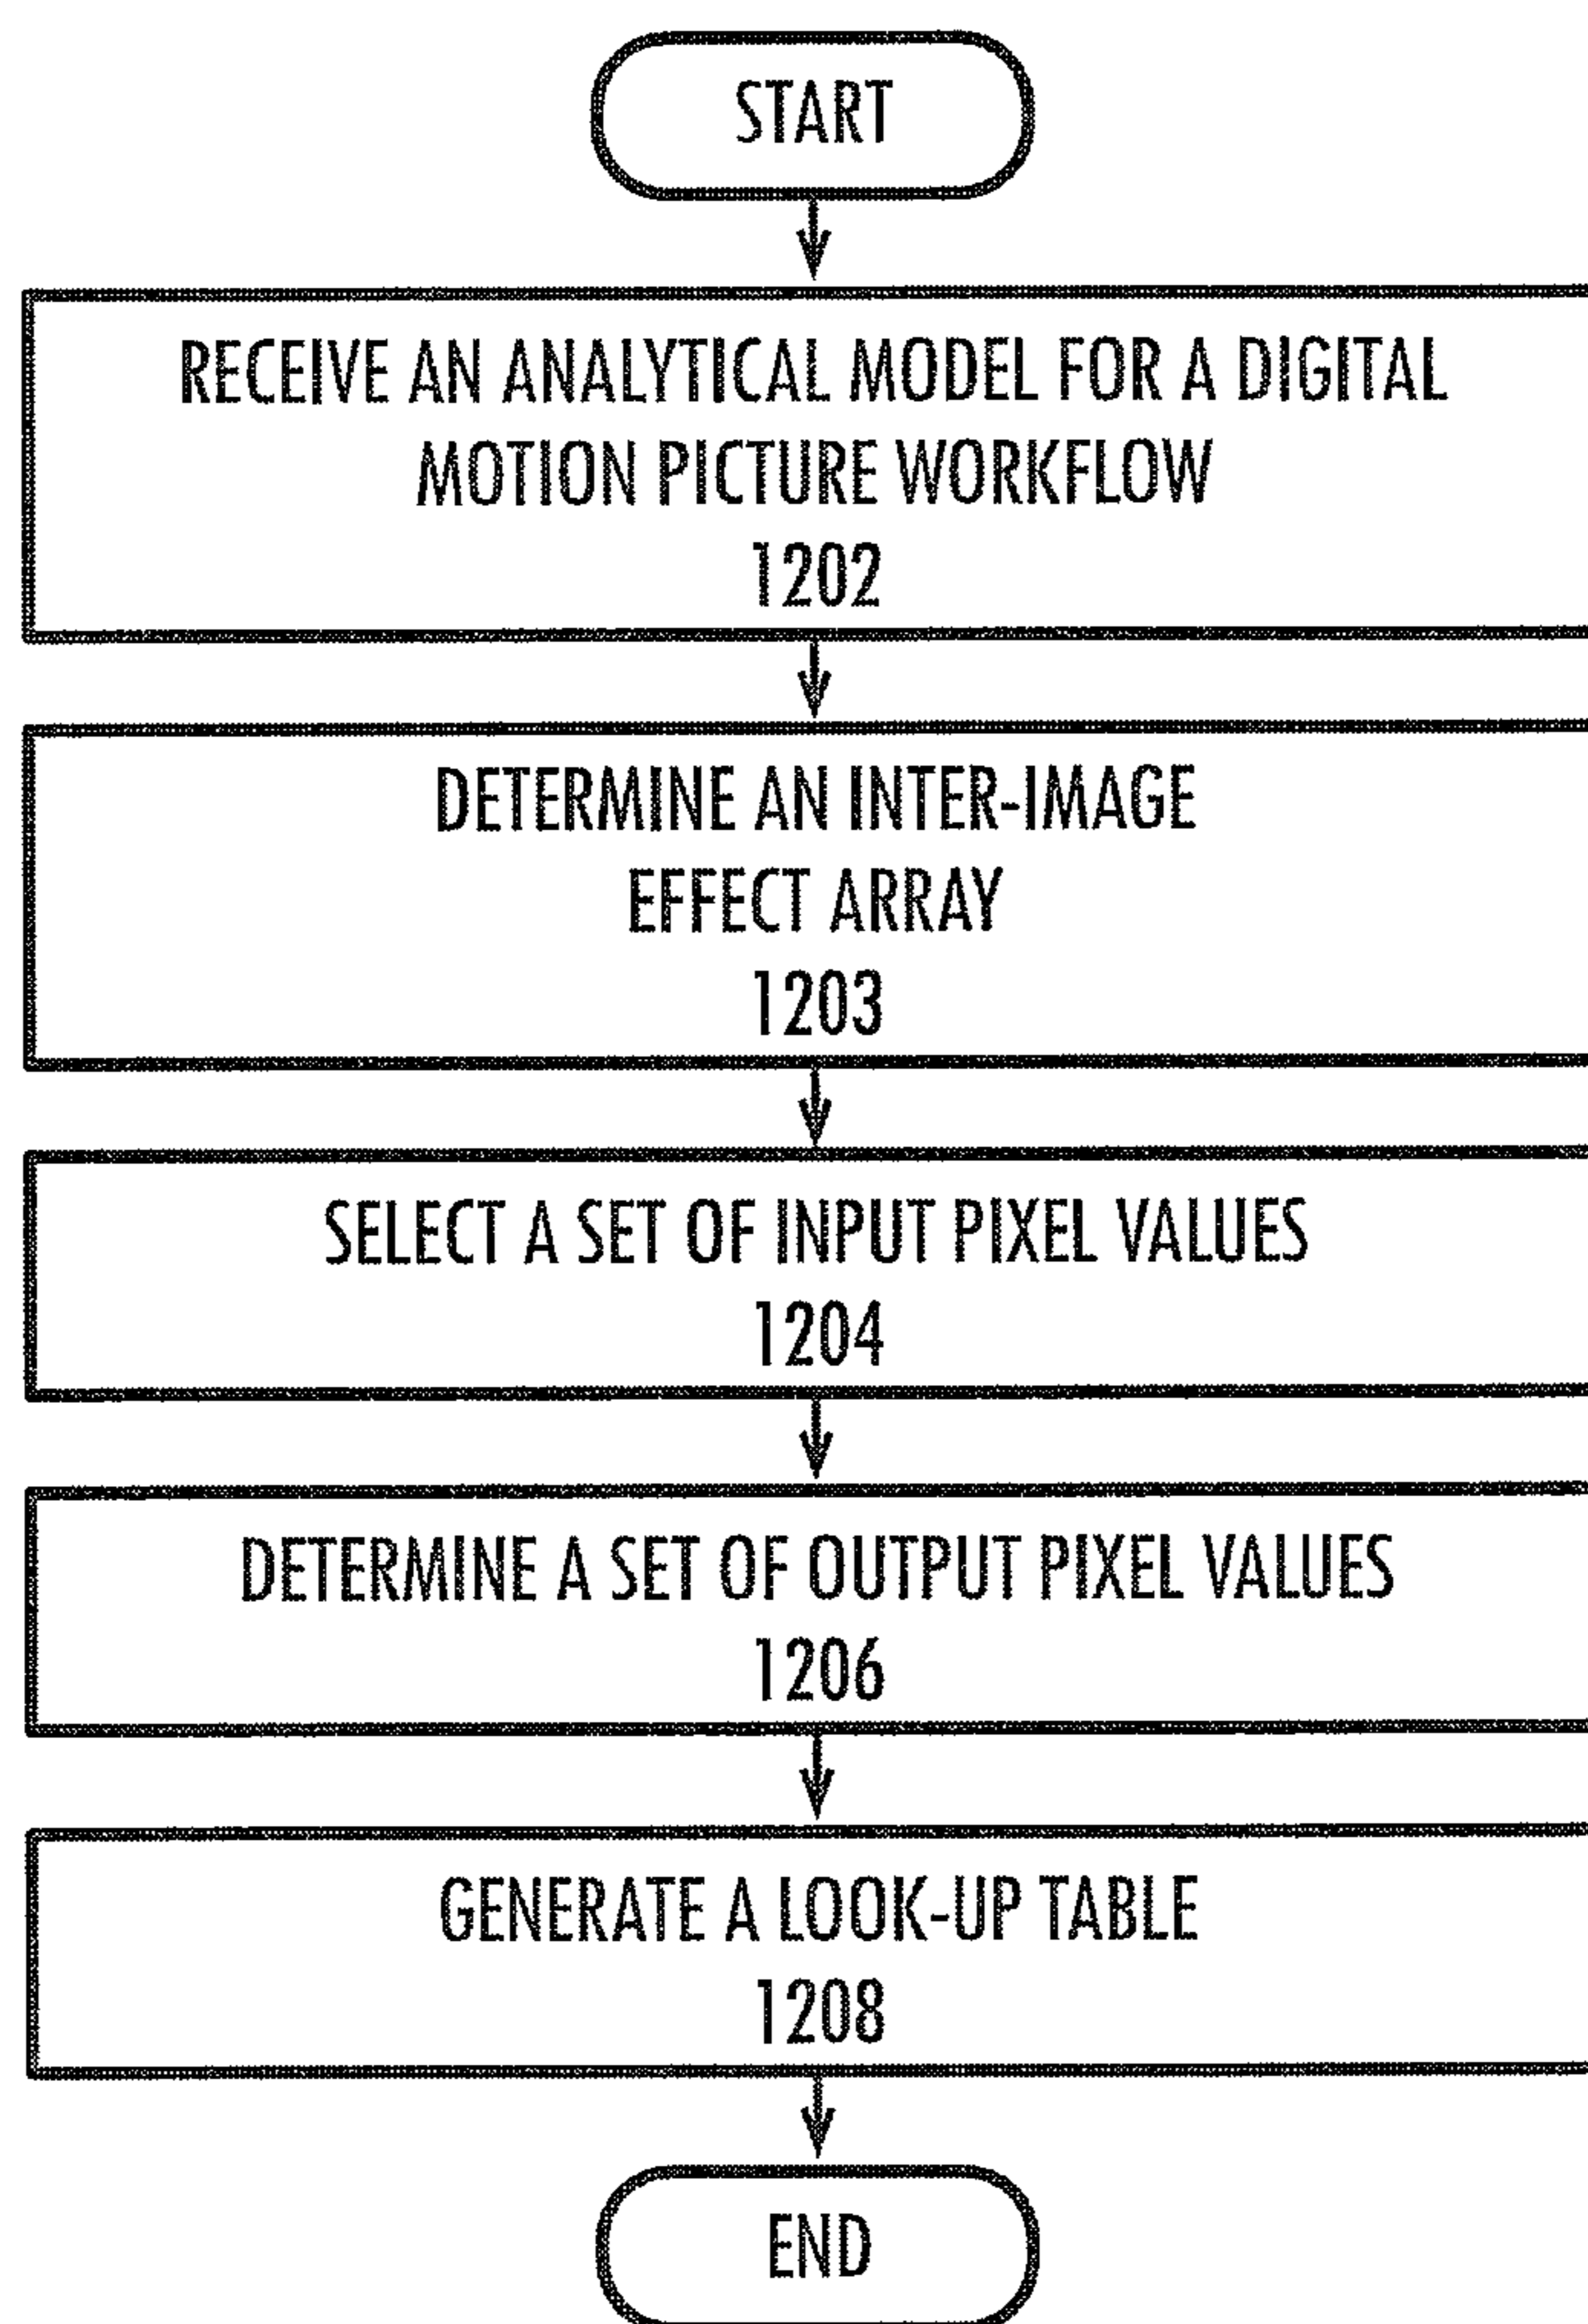 START
RECEIVE AN ANALYTICAL MODEL FOR A DIGITAL
MOTION PICTURE WORKFLOW
1202
DETERMINE AN INTER-IMAGE
EFFECT ARRAY
1203
SELECT A SET OF INPUT PIXEL VALUES
1204
DETERMINE A SET OF OUTPUT PIXEL VALUES
1206
GENERATE A LOOK-UP TABLE
1208
END